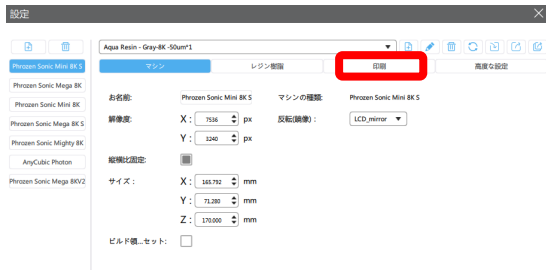 設定
Aqua Resin - Gray-8K -50um*1
Phrozen Sonic Mini 8K S
マシン
レジン樹脂
印刷
高度な設定
Phrozen Sonic Mega 8K
Phrozen Sonic Mini 8K
Phrozen Sonic Mega 8K S
Phrozen Sonic Mighty 8K
AnyCubic Photon
Phrozen Sonic Mega 8KV2
お名前: Phrozen Sonic Mini 8K S マシンの種類: Phrozen Sonic Mini 8K S
解像度: X : 7536 px 反転(鏡像) : LCD_mirror
Y : 3240 px
縦横比固定:
サイズ : X : 165.792 mm
Y : 71.280 mm
Z : 170.000 mm
ビルド領...セット: